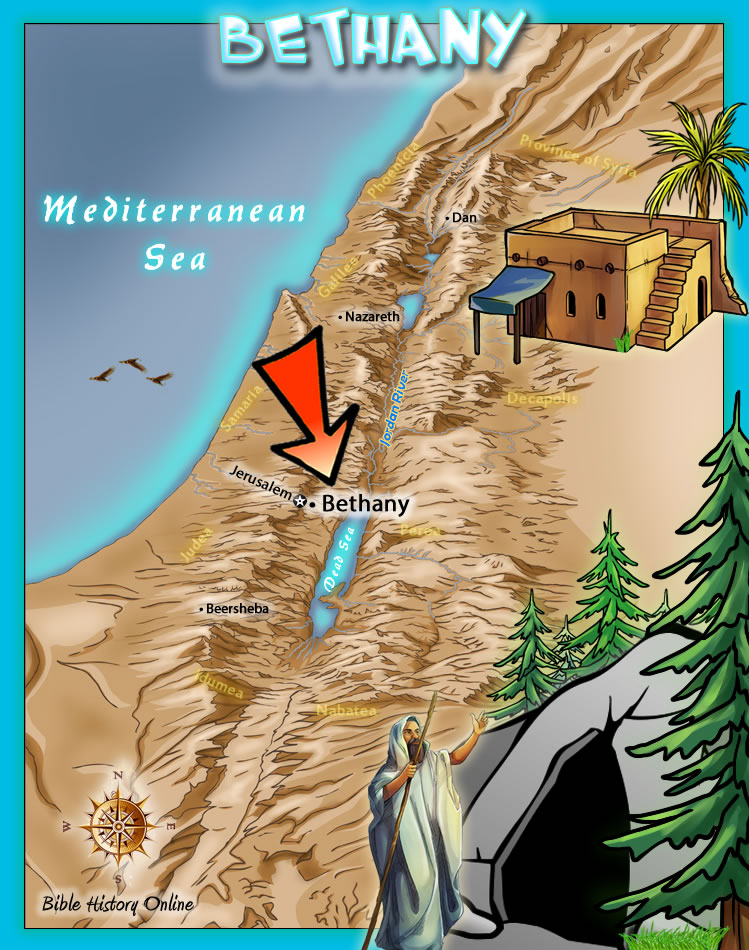 BETHANY
Phoenicia
Province of Syria
Mediterranean
Sea
Dan
Galilee
Nazareth
Jordan River
Samaria
Decapolis
Jerusalem
Bethany
Judea
Perea
Dead Sea
Beersheba
Idumea
Nabatea
N
W
E
S
Bible History Online